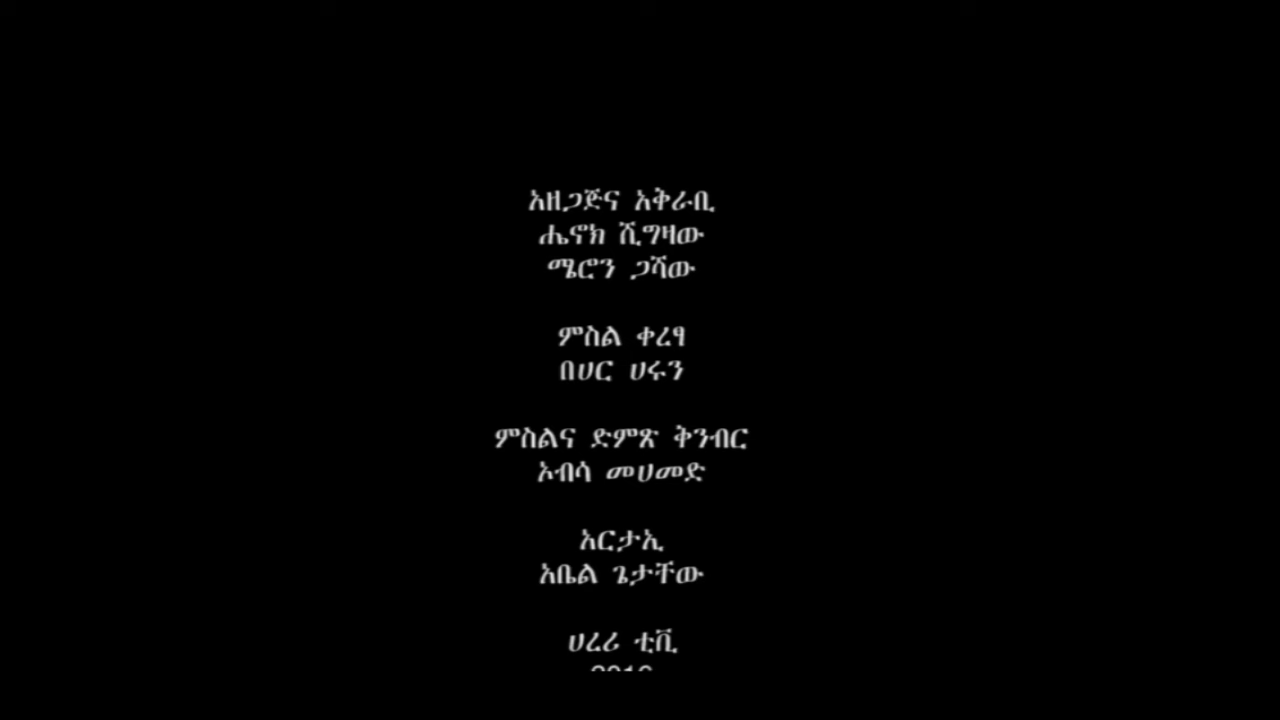 አዘጋጅና አቅራቢ
ሔኖክ ሺግዛው
ሜሮን ጋሻው
ምስል ቀረፃ
በሀር ሀሩን
ምስልና ድምጽ ቅንብር
ኦብሳ መሀመድ
አርታኢ
አቤል ጌታቸው
ሀረሪ ቲቪ